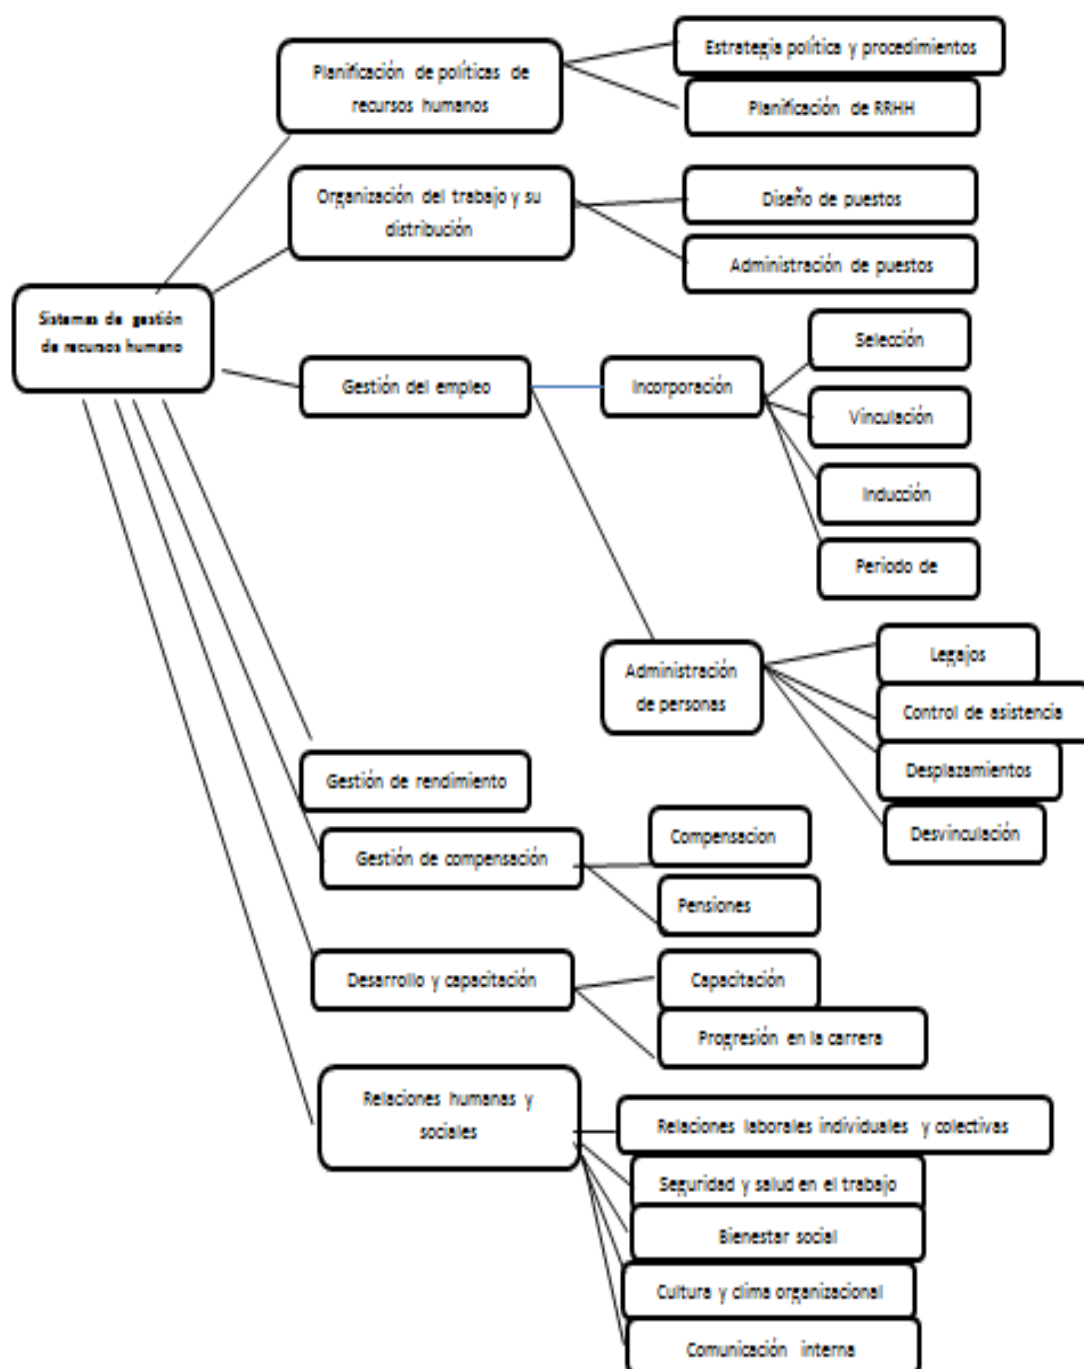 Estrategia política y procedimientos
Planificación de políticas de
recursos humanos
Planificación de RRHH
Organización del trabajo y su
distribución
Diseño de puestos
Administración de puestos
Sistemas de gestión
de recursos humano
Gestión del empleo
Incorporación
Selección
Vinculación
Inducción
Periodo de
Administración
de personas
Legajos
Control de asistencia
Desplazamientos
Desvinculación
Gestión de rendimiento
Gestión de compensación
Compensacion
Pensiones
Desarrollo y capacitación
Capacitación
Progresión en la carrera
Relaciones humanas y
sociales
Relaciones laborales individuales y colectivas
Seguridad y salud en el trabajo
Bienestar social
Cultura y clima organizacional
Comunicación interna